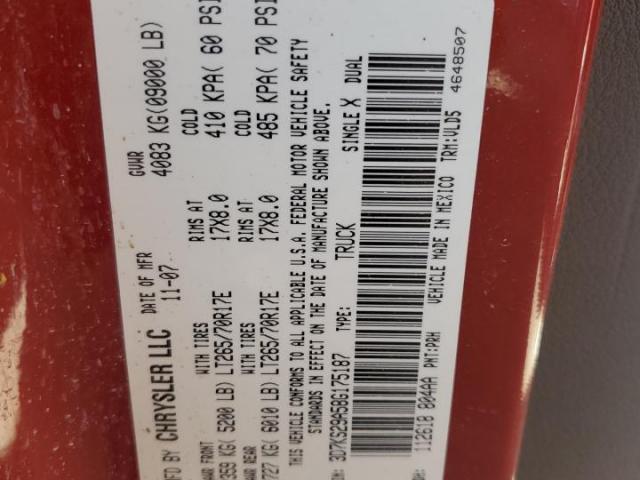 MFD BY CHRYSLER LLC DATE OF MFR 11-07 GVWR 4083 KG(09000 LB)
GAWR FRONT WITH TIRES RIMS AT COLD
359 KG( 5200 LB) LT265/70R17E 17X8.0 410 KPA( 60 PSI
GAWR REAR WITH TIRES RIMS AT COLD
727 KG( 6010 LB) LT265/70R17E 17X8.0 485 KPA( 70 PSI
THIS VEHICLE CONFORMS TO ALL APPLICABLE U.S.A. FEDERAL MOTOR VEHICLE SAFETY
STANDARDS IN EFFECT ON THE DATE OF MANUFACTURE SHOWN ABOVE.
3D7KS29A58G175187 TYPE: TRUCK SINGLE X DUAL
112610 804AA PNT:PRH VEHICLE MADE IN MEXICO TRM:VLD5 4648507